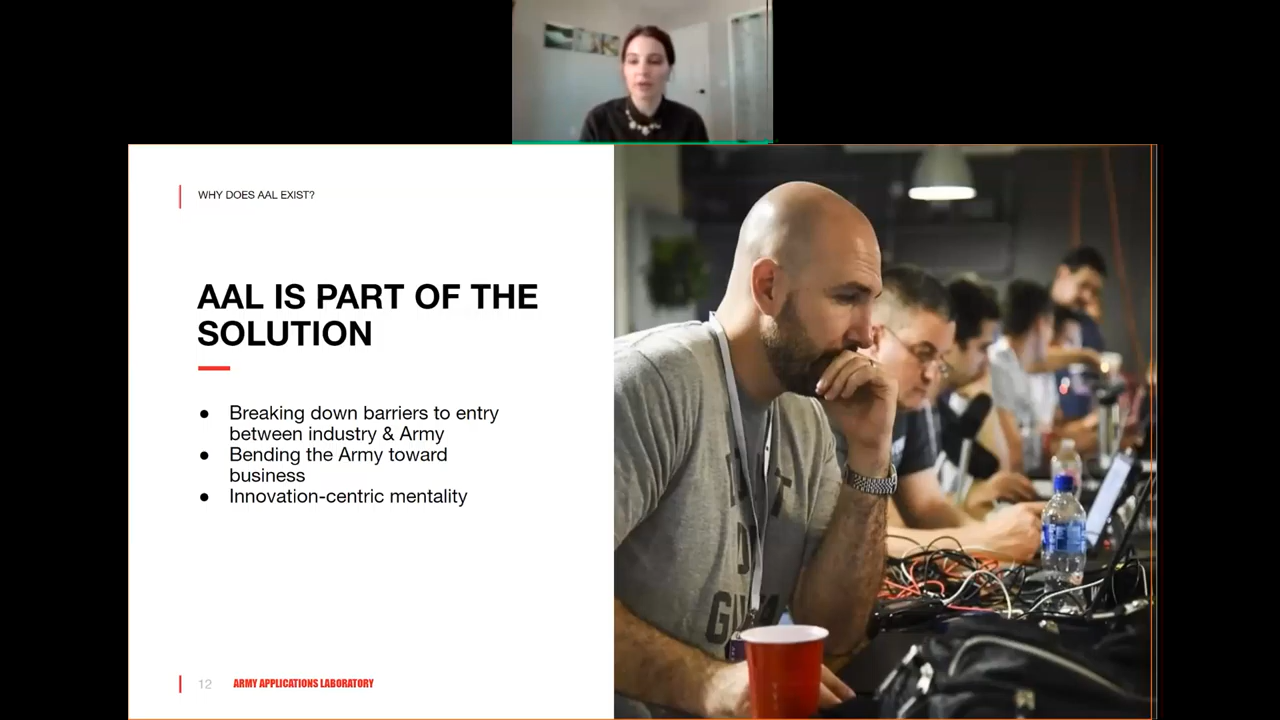 WHY DOES AAL EXIST?
AAL IS PART OF THE
SOLUTION
● Breaking down barriers to entry
between industry & Army
● Bending the Army toward
business
● Innovation-centric mentality
12 ARMY APPLICATIONS LABORATORY